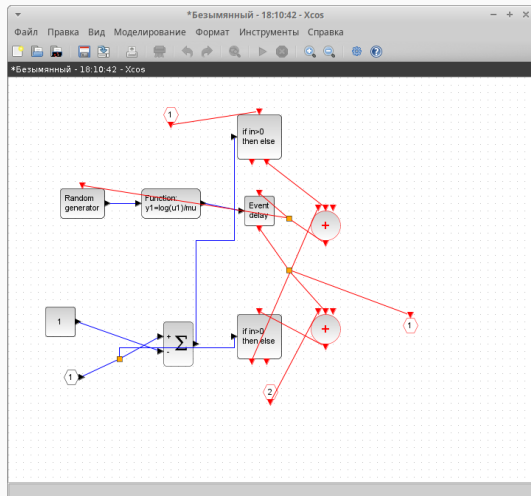 *Безымянный - 18:10:42 - Xcos
Файл Правка Вид Моделирование Формат Инструменты Справка
*Безымянный - 18:10:42 - Xcos
1
if in>0
then else
Random
generator
Function:
y1=log(u1)/mu
Event
delay
+
1
+
-
Σ
if in>0
then else
+
1
1
2